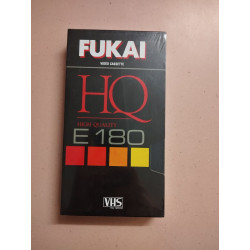 FUKAI
VIDEO CASSETTE
HQ
HIGH QUALITY
E 180
VHS